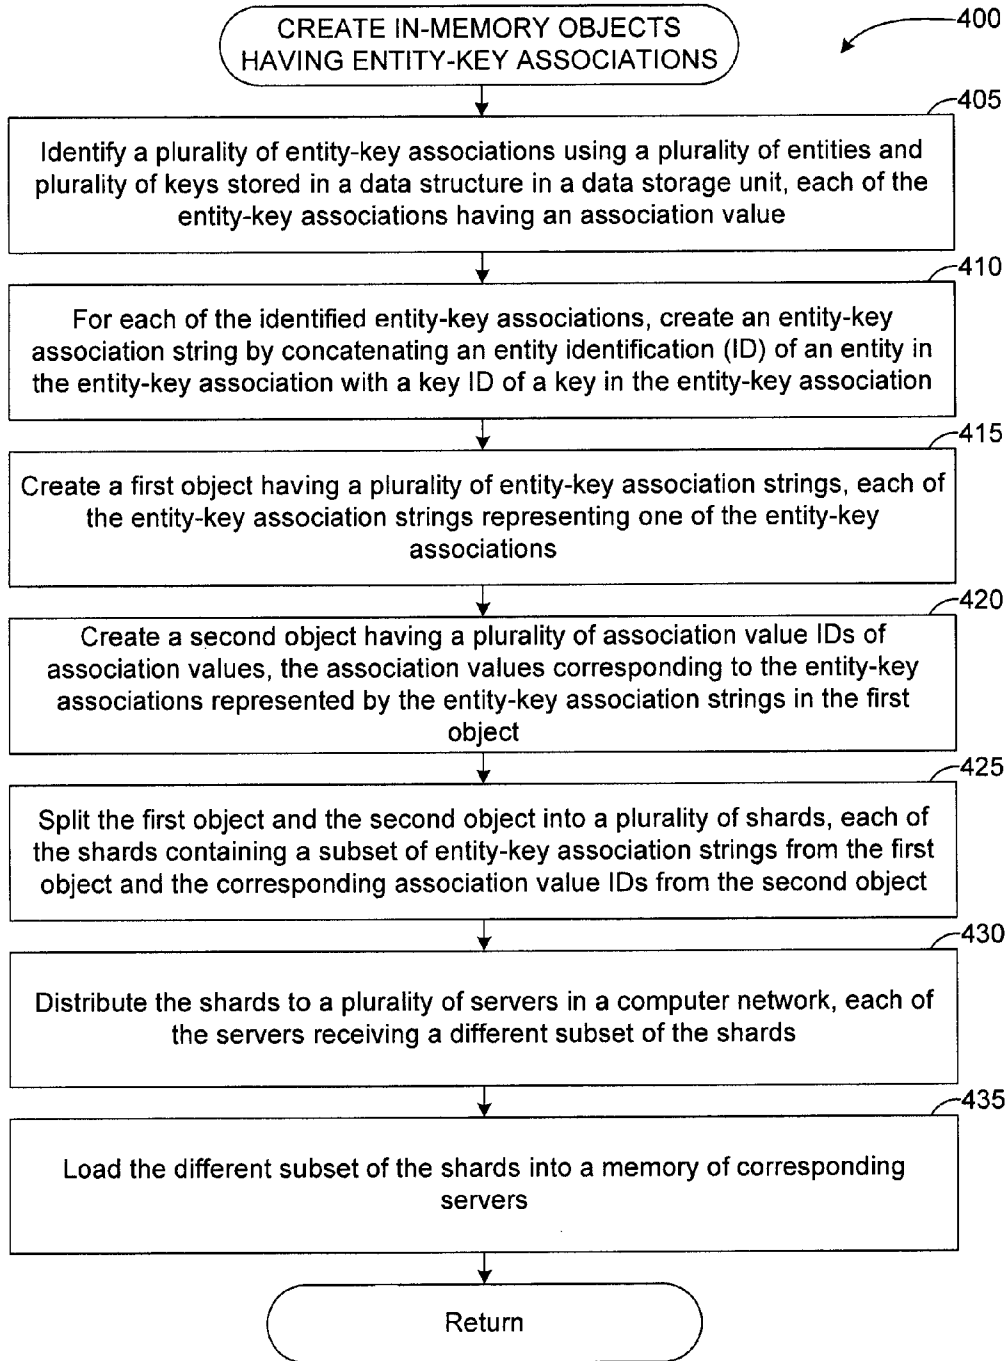 CREATE IN-MEMORY OBJECTS
HAVING ENTITY-KEY ASSOCIATIONS
400
405
Identify a plurality of entity-key associations using a plurality of entities and
plurality of keys stored in a data structure in a data storage unit, each of the
entity-key associations having an association value
410
For each of the identified entity-key associations, create an entity-key
association string by concatenating an entity identification (ID) of an entity in
the entity-key association with a key ID of a key in the entity-key association
415
Create a first object having a plurality of entity-key association strings, each of
the entity-key association strings representing one of the entity-key
associations
420
Create a second object having a plurality of association value IDs of
association values, the association values corresponding to the entity-key
associations represented by the entity-key association strings in the first
object
425
Split the first object and the second object into a plurality of shards, each of
the shards containing a subset of entity-key association strings from the first
object and the corresponding association value IDs from the second object
430
Distribute the shards to a plurality of servers in a computer network, each of
the servers receiving a different subset of the shards
435
Load the different subset of the shards into a memory of corresponding
servers
Return